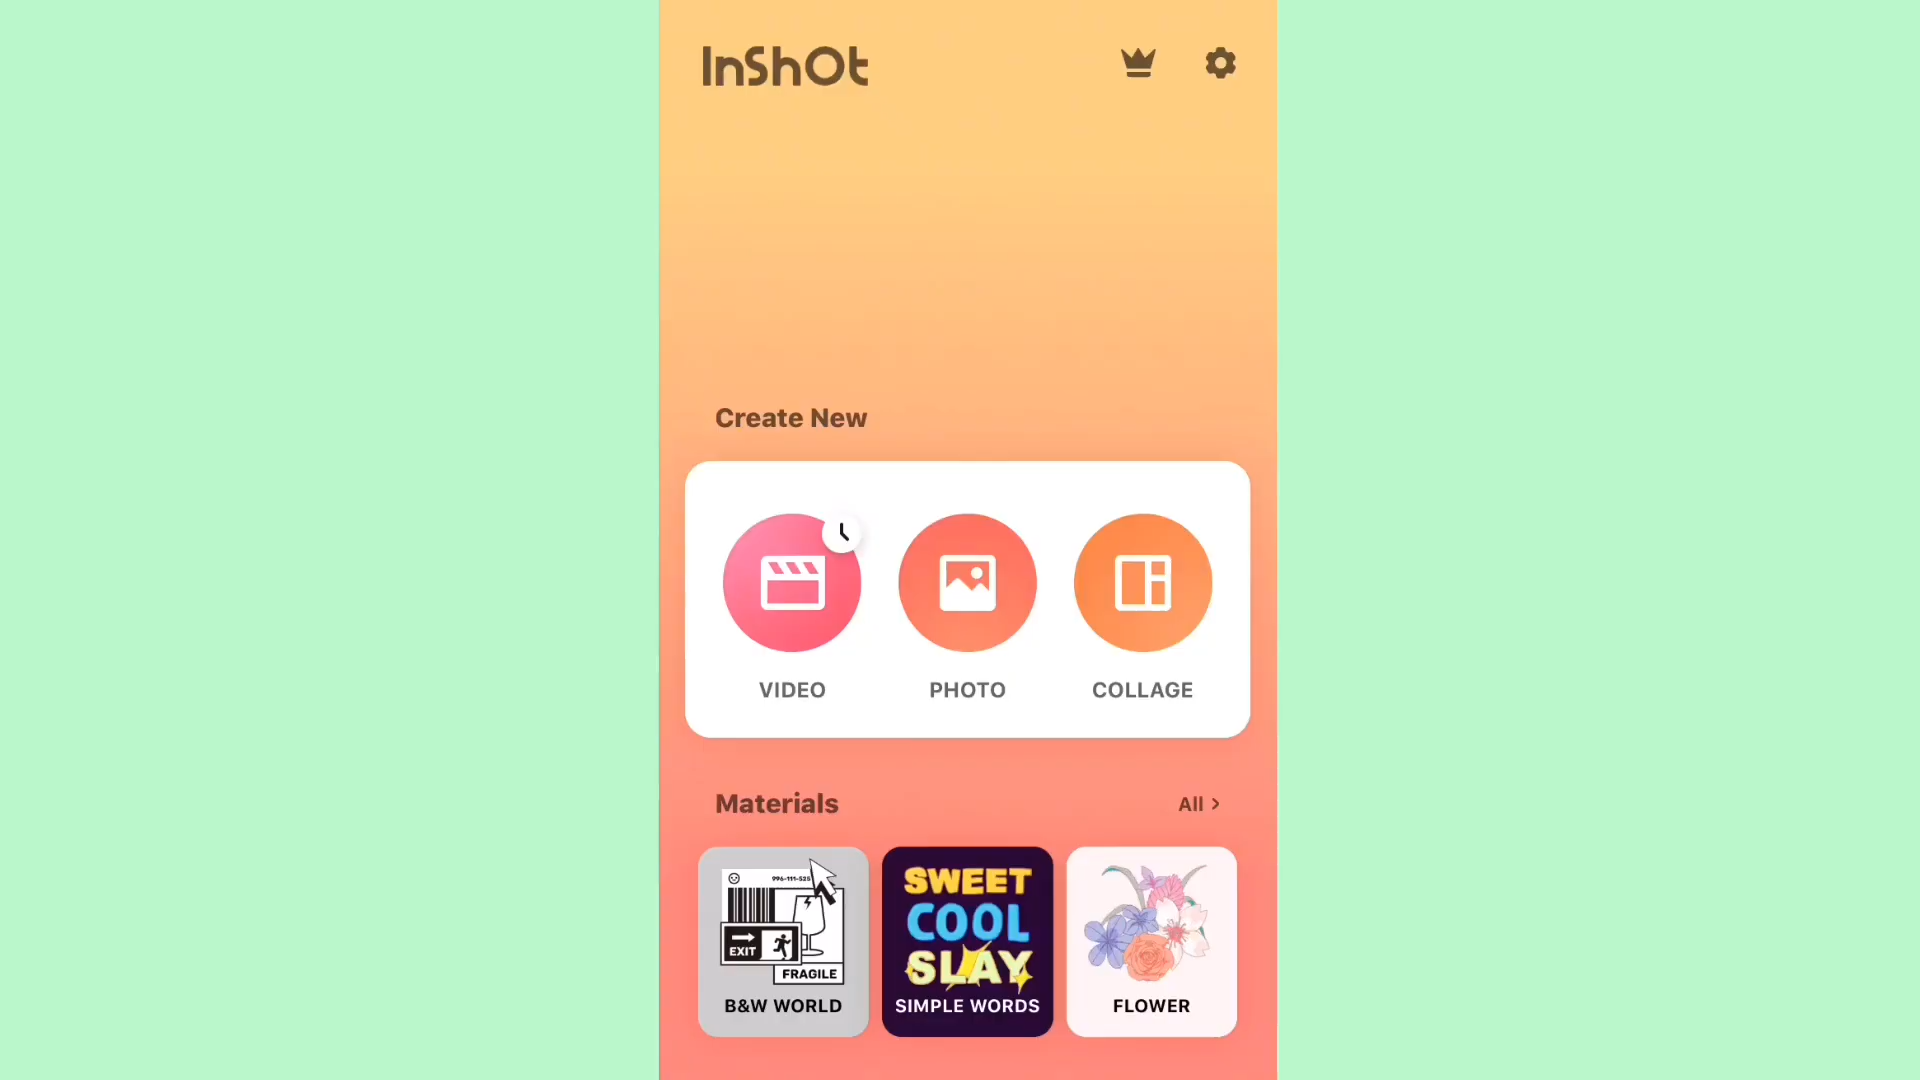 InShOt
Create New
VIDEO
PHOTO
COLLAGE
Materials
All >
996-111-525
EXIT
FRAGILE
B&W WORLD
SWEET
COOL
SLAY
SIMPLE WORDS
FLOWER